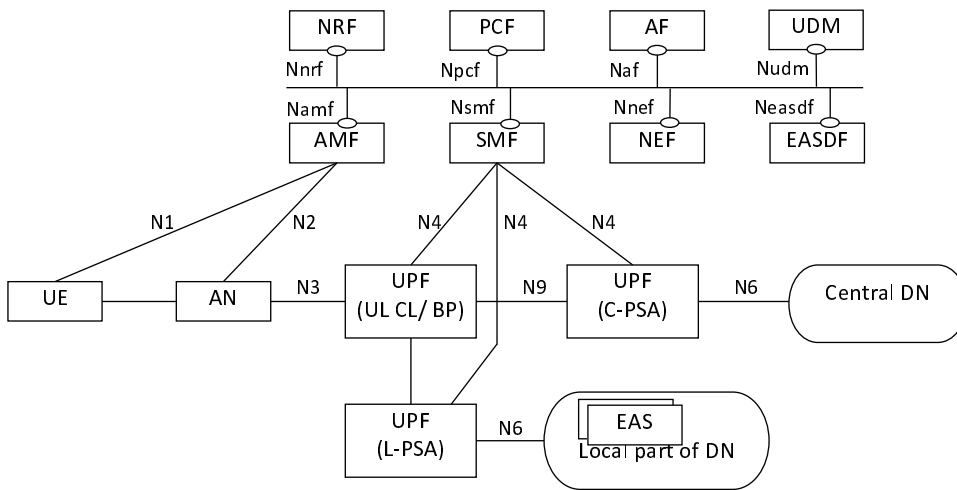 NRF
PCF
AF
UDM
Nnrf
Npcf
Naf
Nudm
Namf
Nsmf
Nnef
Neasdf
AMF
SMF
NEF
EASDF
N1
N2
N4
N4
N4
UE
AN
N3
UPF
(UL CL/ BP)
N9
UPF
(C-PSA)
N6
Central DN
UPF
(L-PSA)
N6
EAS
Local part of DN